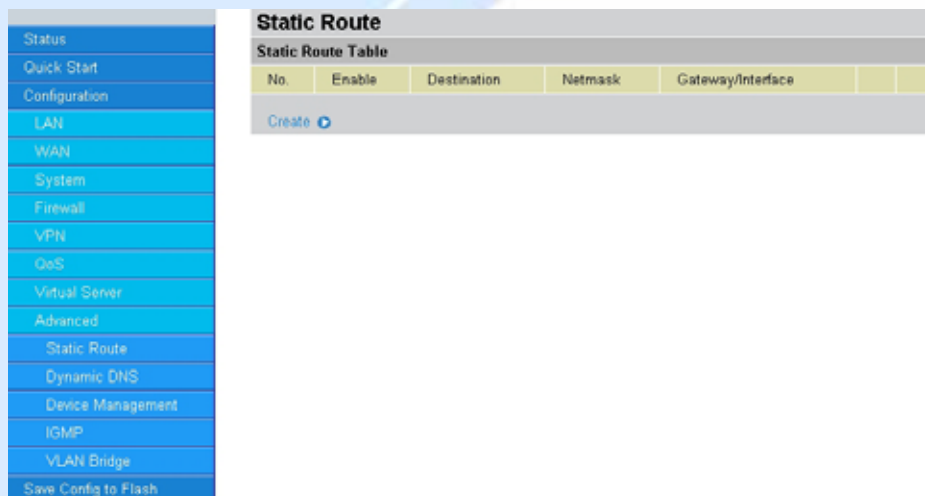 Status
Quick Start
Configuration
LAN
WAN
System
Firewall
VPN
QoS
Virtual Server
Advanced
Static Route
Dynamic DNS
Device Management
IGMP
VLAN Bridge
Save Config to Flash
Static Route
Static Route Table
No. Enable Destination Netmask Gateway/Interface
Create